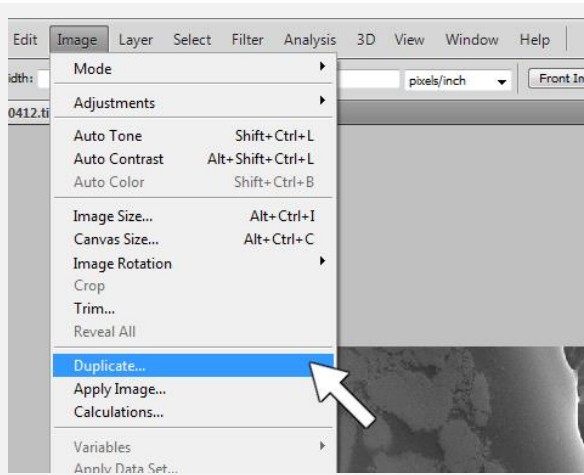 Edit Image Layer Select Filter Analysis 3D View Window Help
idth: pixels/inch Front In
0412.ti
Mode
Adjustments
Auto Tone Shift+Ctrl+L
Auto Contrast Alt+Shift+Ctrl+L
Auto Color Shift+Ctrl+B
Image Size... Alt+Ctrl+I
Canvas Size... Alt+Ctrl+C
Image Rotation
Crop
Trim...
Reveal All
Duplicate...
Apply Image...
Calculations...
Variables
Apply Data Set...